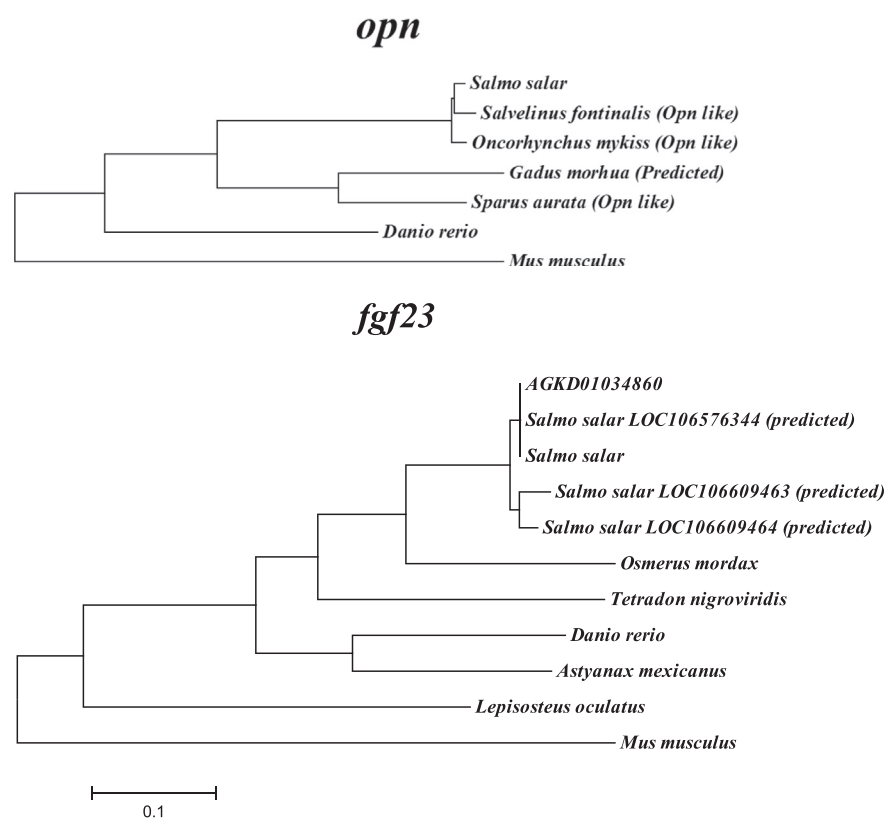 opn
Salmo salar
Salvelinus fontinalis (Opn like)
Oncorhynchus mykiss (Opn like)
Gadus morhua (Predicted)
Sparus aurata (Opn like)
Danio rerio
Mus musculus
fgf23
AGKD01034860
Salmo salar LOC106576344 (predicted)
Salmo salar
Salmo salar LOC106609463 (predicted)
Salmo salar LOC106609464 (predicted)
Osmerus mordax
Tetradon nigroviridis
Danio rerio
Astyanax mexicanus
Lepisosteus oculatus
Mus musculus
0.1